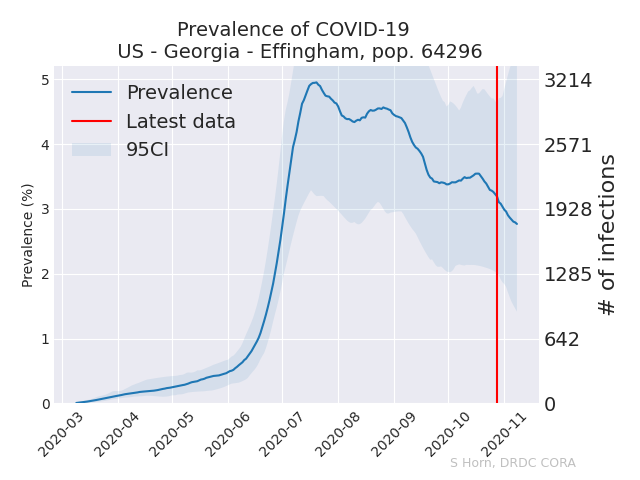 Prevalence of COVID-19
US - Georgia - Effingham, pop. 64296
Prevalence
Latest data
95CI
Prevalence (%)
5
4
3
2
1
0
3214
2571
1928
1285
642
0
# of infections
2020-03
2020-04
2020-05
2020-06
2020-07
2020-08
2020-09
2020-10
2020-11
S Horn, DRDC CORA